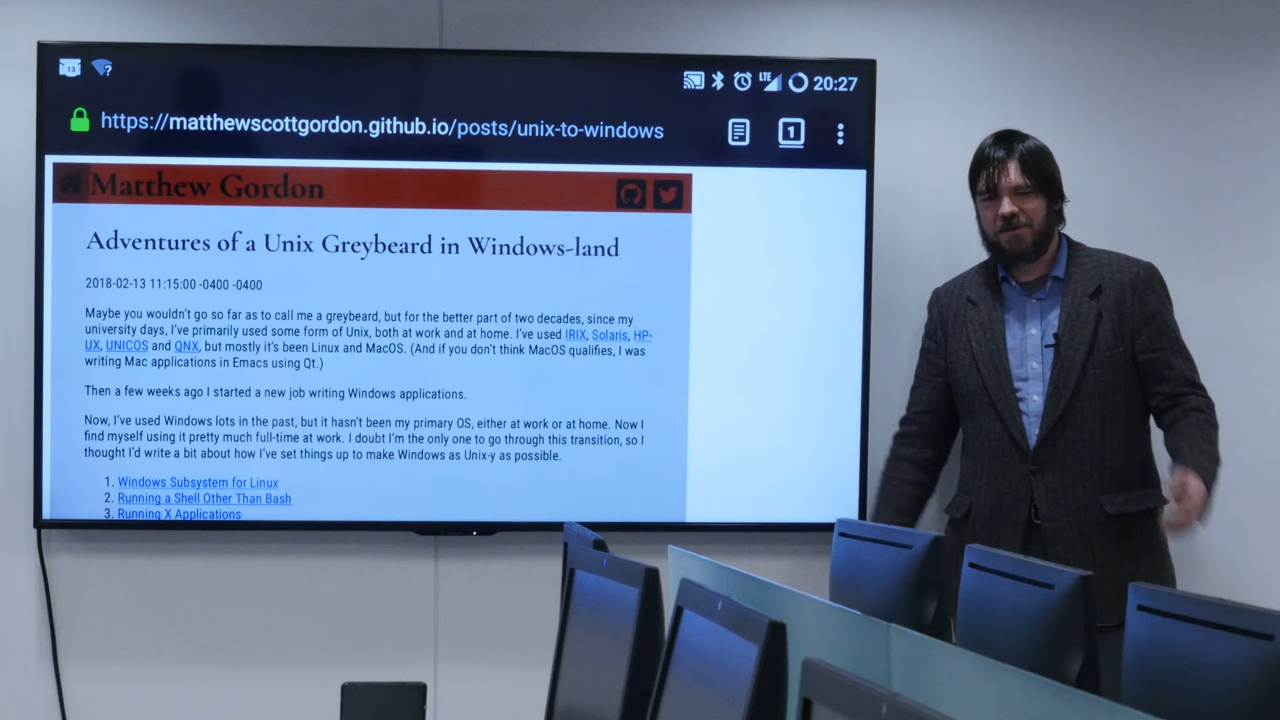 13
?
LTE
20:27
https://matthewscottgordon.github.io/posts/unix-to-windows
1
Matthew Gordon
Adventures of a Unix Greybeard in Windows-land
2018-02-13 11:15:00 -0400 -0400
Maybe you wouldn't go so far as to call me a greybeard, but for the better part of two decades, since my
university days, I've primarily used some form of Unix, both at work and at home. I've used IRIX, Solaris, HP-
UX, UNICOS and QNX, but mostly it's been Linux and MacOS. (And if you don't think MacOS qualifies, I was
writing Mac applications in Emacs using Qt.)
Then a few weeks ago I started a new job writing Windows applications.
Now, I've used Windows lots in the past, but it hasn't been my primary OS, either at work or at home. Now I
find myself using it pretty much full-time at work. I doubt I'm the only one to go through this transition, so I
thought I'd write a bit about how I've set things up to make Windows as Unix-y as possible.
1. Windows Subsystem for Linux
2. Running a Shell Other Than Bash
3. Running X Applications